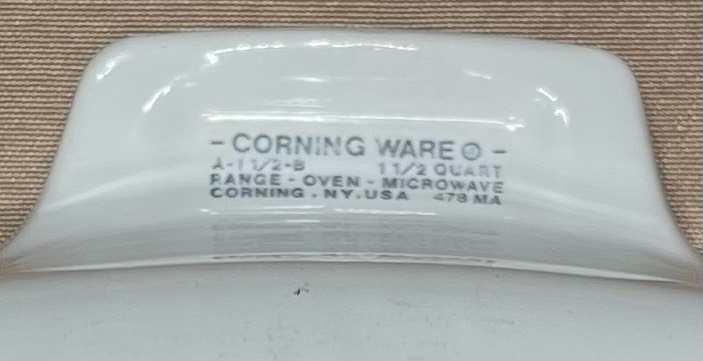 - CORNING WARE ® -
A-1 1/2-B 1 1/2 QUART
RANGE - OVEN - MICROWAVE
CORNING . NY . USA 478 MA